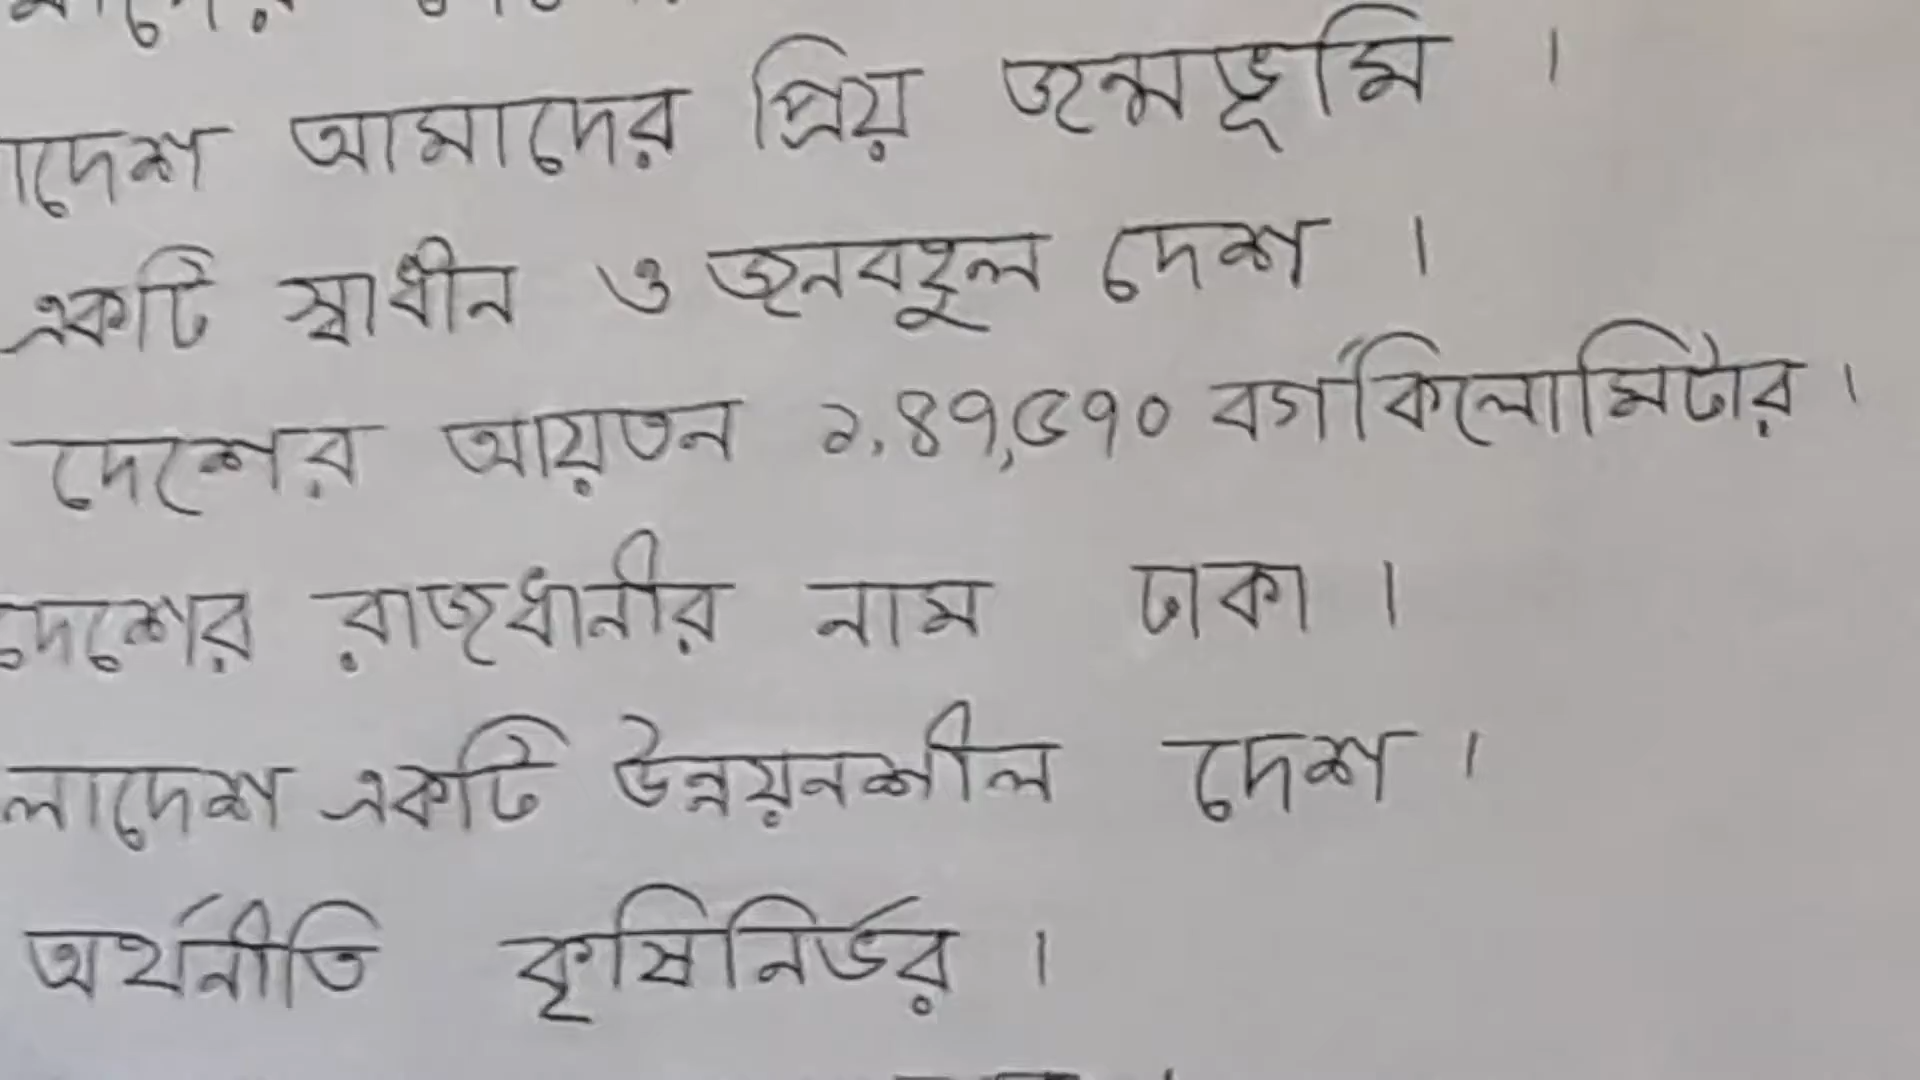 াদেশ আমাদের প্রিয় জন্মভূমি ।
একটি স্বাধীন ও জনবহুল দেশ ।
দেশের আয়তন ১,৪৭,৫৭০ বর্গকিলোমিটার ।
দেশের রাজধানীর নাম ঢাকা ।
লাদেশ একটি উন্নয়নশীল দেশ ।
অর্থনীতি কৃষিনির্ভর ।